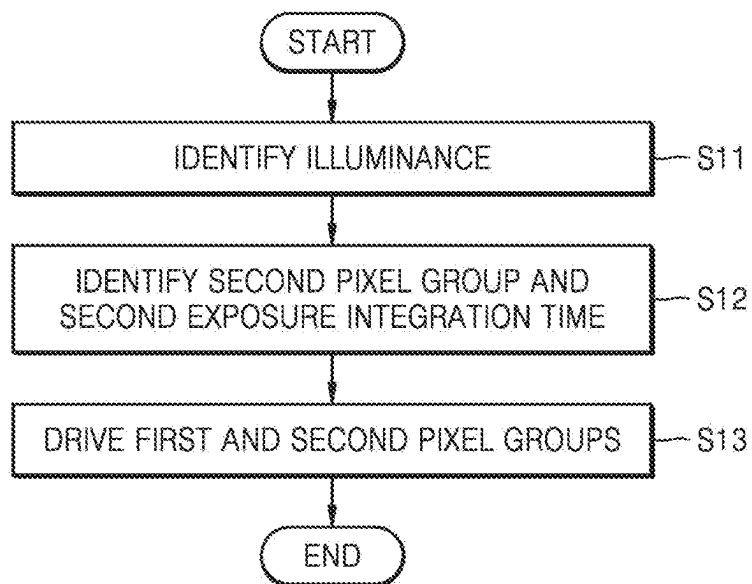 START
IDENTIFY ILLUMINANCE
S11
IDENTIFY SECOND PIXEL GROUP AND
SECOND EXPOSURE INTEGRATION TIME
S12
DRIVE FIRST AND SECOND PIXEL GROUPS
S13
END